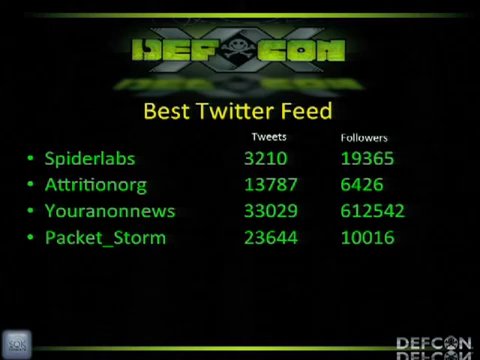 DEF CON
XX
Best Twitter Feed
Tweets Followers
• Spiderlabs 3210 19365
• Attritionorg 13787 6426
• Youranonnews 33029 612542
• Packet_Storm 23644 10016
DEFCON